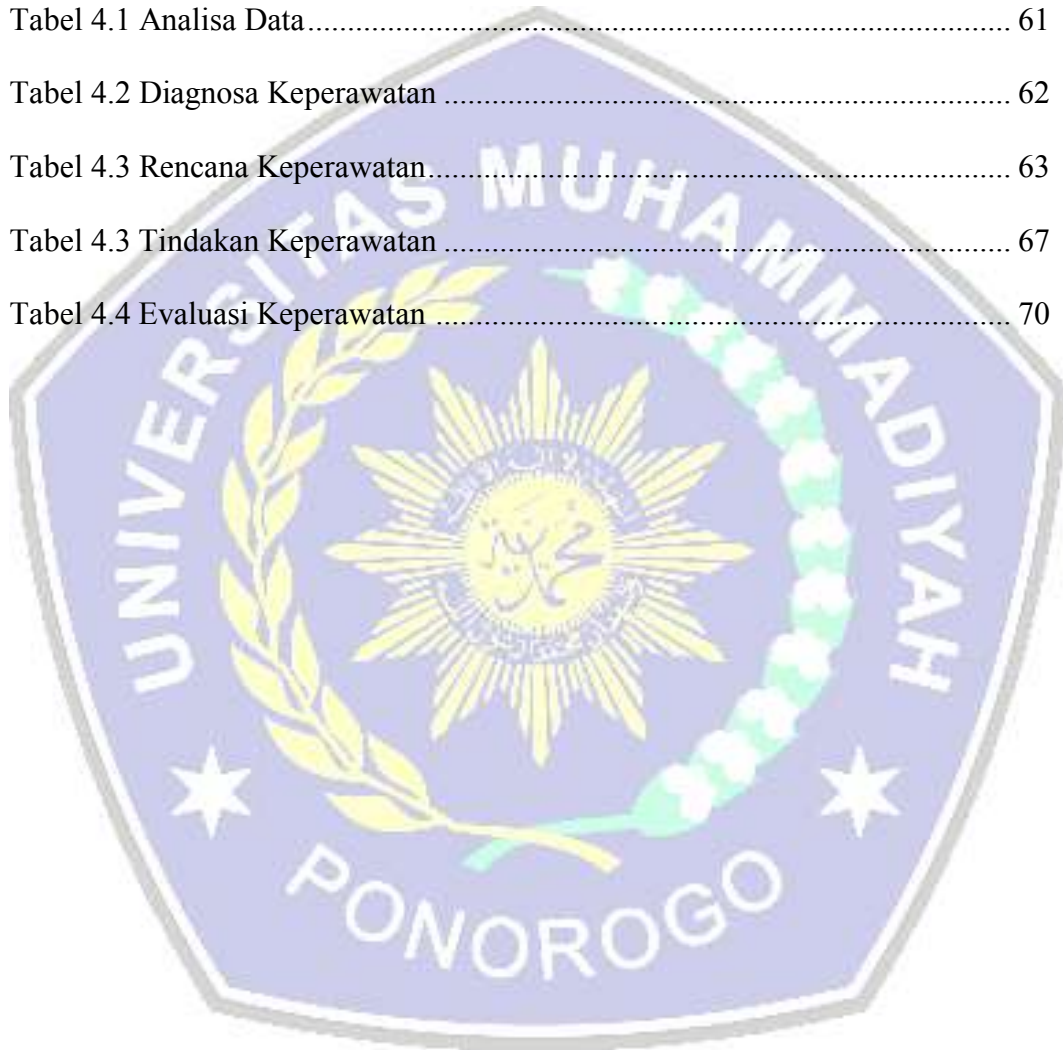 Tabel 4.1 Analisa Data.................................................................................... 61
Tabel 4.2 Diagnosa Keperawatan .................................................................... 62
Tabel 4.3 Rencana Keperawatan...................................................................... 63
Tabel 4.3 Tindakan Keperawatan .................................................................... 67
Tabel 4.4 Evaluasi Keperawatan ..................................................................... 70
UNIVERSITAS MUHAMMADIYAH
PONOROGO